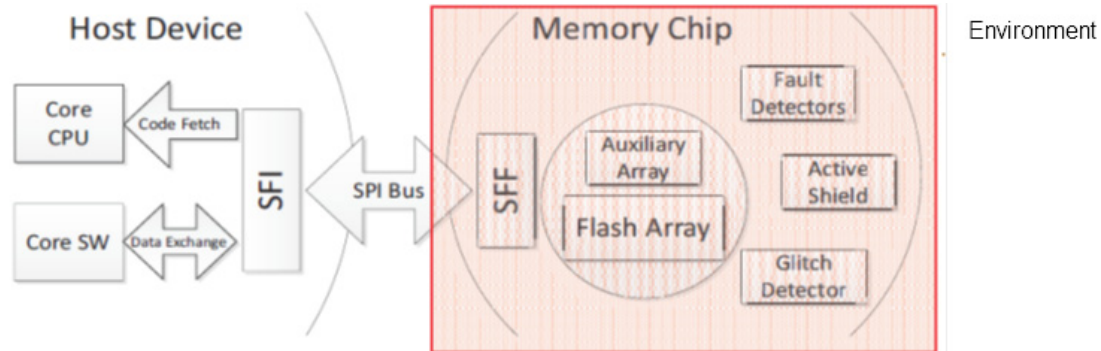 Host Device
Memory Chip
Environment
Core
CPU
Code Fetch
SFI
SPI Bus
Core SW
Data Exchange
SFF
Auxiliary
Array
Flash Array
Fault
Detectors
Active
Shield
Glitch
Detector